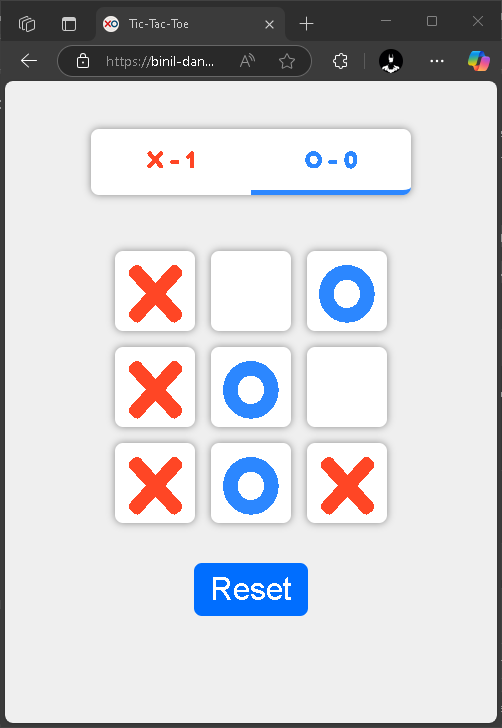 Tic-Tac-Toe
https://binil-dan...
X - 1
O - 0
X O
X O
X O X
Reset